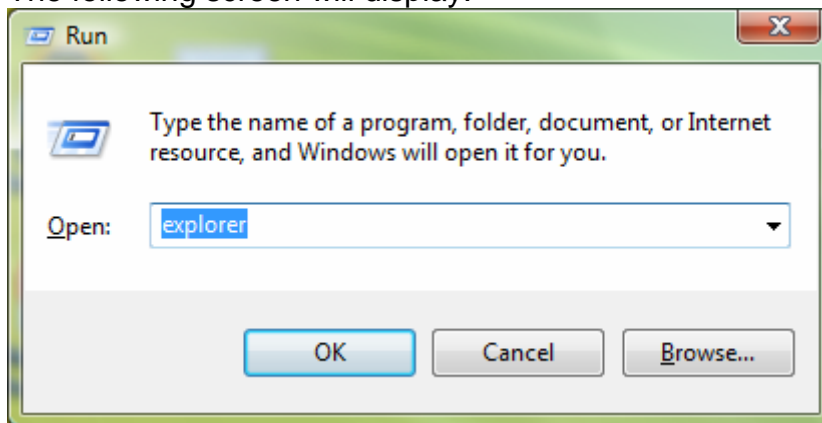 The following screen will display:
Run
Type the name of a program, folder, document, or Internet
resource, and Windows will open it for you.
Open: explorer
OK Cancel Browse...